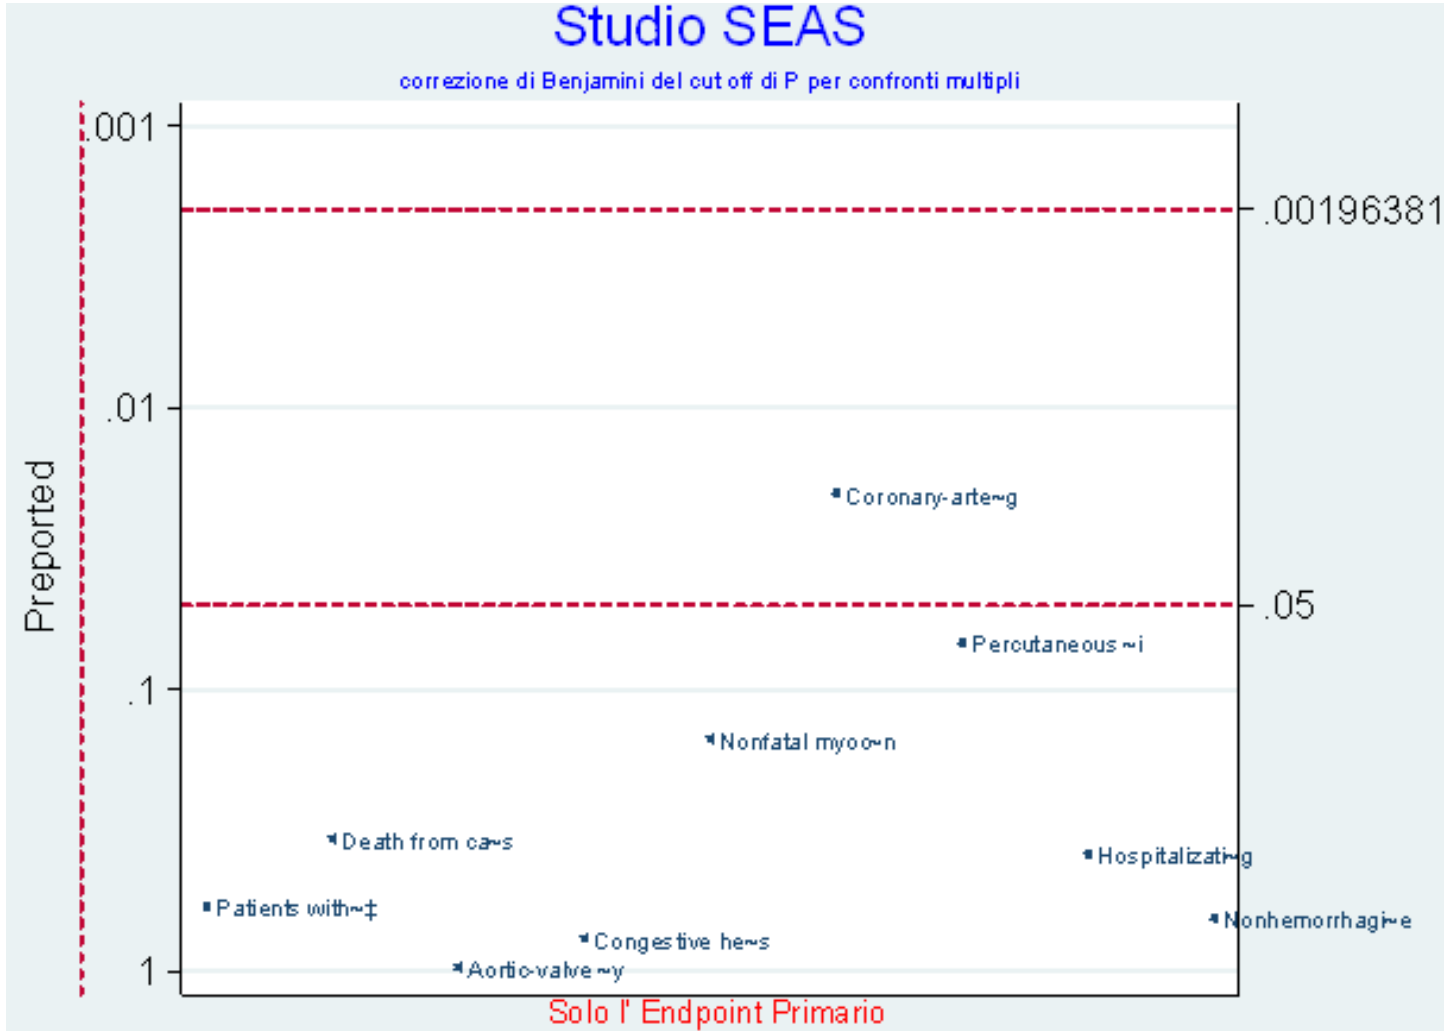 Studio SEAS
correzione di Benjamini del cut off di P per confronti multipli
.001
.00196381
.01
Coronary-arte~g
Preported
.05
Percutaneous ~i
.1
Nonfatal myoc~n
Death from ca~s
Hospitalizati~g
Patients with~‡
Nonhemorrhagi~e
Congestive he~s
Aortic-valve ~y
1
Solo l' Endpoint Primario